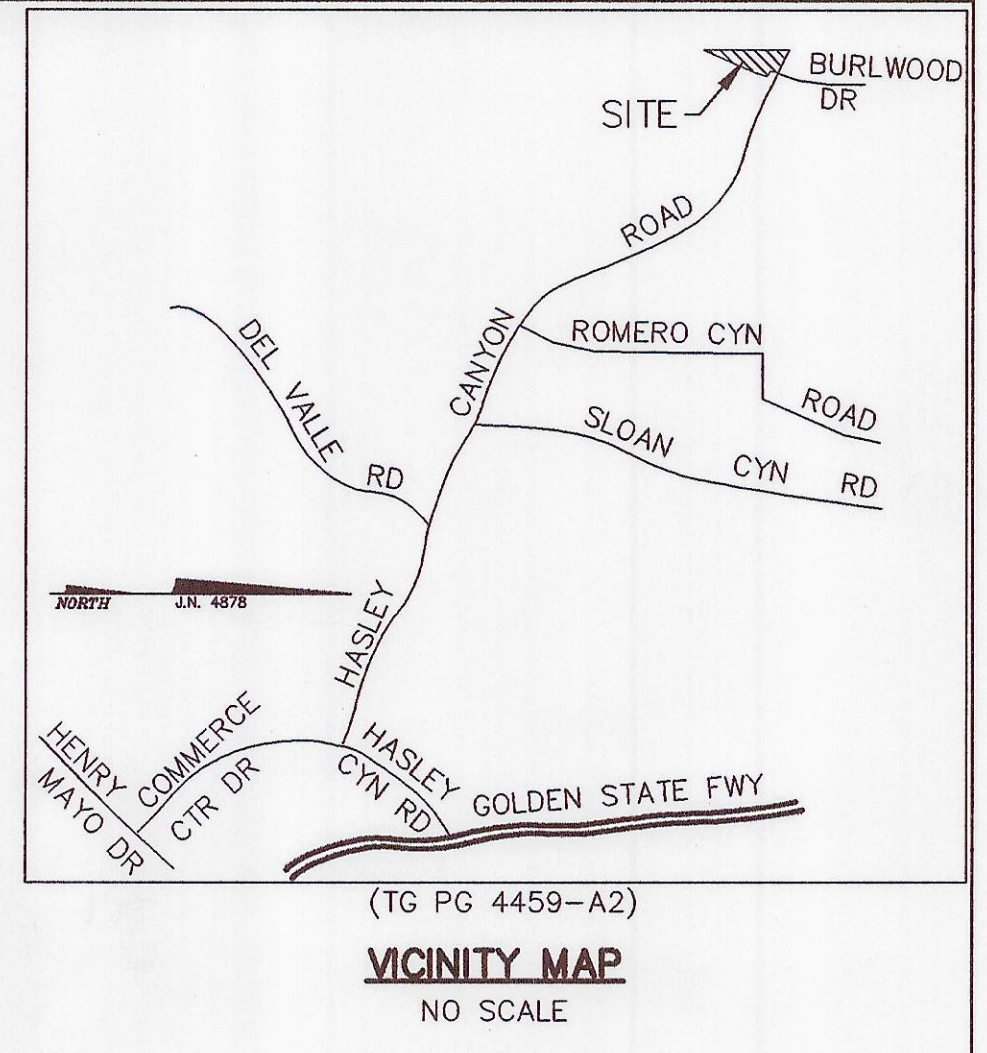 BURLWOOD
DR
SITE
ROAD
CANYON
ROMERO CYN
ROAD
DEL VALLE RD
SLOAN CYN RD
HASLEY
NORTH
J.N. 4878
HENRY
MAYO DR
COMMERCE
CTR DR
HASLEY
CYN RD
GOLDEN STATE FWY
(TG PG 4459-A2)
VICINITY MAP
NO SCALE